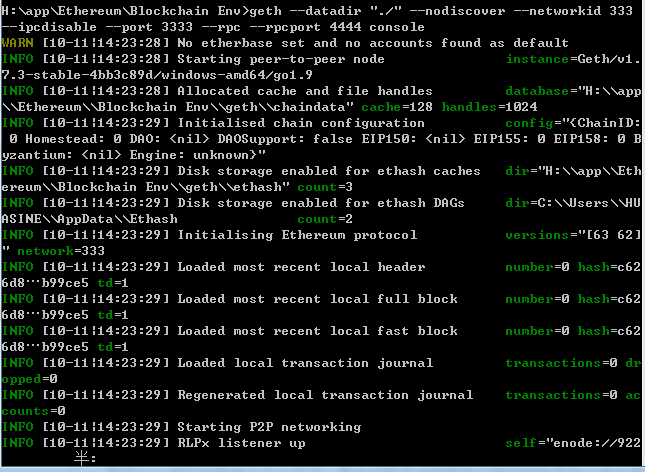 H:\app\Ethereum\Blockchain Env>geth --datadir "./" --nodiscover --networkid 333
--ipcdisable --port 3333 --rpc --rpcport 4444 console
WARN [10-11|14:23:28] No etherbase set and no accounts found as default
INFO [10-11|14:23:28] Starting peer-to-peer node instance=Geth/v1.
7.3-stable-4bb3c89d/windows-amd64/go1.9
INFO [10-11|14:23:28] Allocated cache and file handles database="H:\\app
\\Ethereum\\Blockchain Env\\geth\\chaindata" cache=128 handles=1024
INFO [10-11|14:23:29] Initialised chain configuration config="{ChainID:
0 Homestead: 0 DAO: <nil> DAOSupport: false EIP150: <nil> EIP155: 0 EIP158: 0 B
yzantium: <nil> Engine: unknown}"
INFO [10-11|14:23:29] Disk storage enabled for ethash caches dir="H:\\app\\Eth
ereum\\Blockchain Env\\geth\\ethash" count=3
INFO [10-11|14:23:29] Disk storage enabled for ethash DAGs dir=C:\\Users\\HU
ASINE\\AppData\\Ethash count=2
INFO [10-11|14:23:29] Initialising Ethereum protocol versions="[63 62]
" network=333
INFO [10-11|14:23:29] Loaded most recent local header number=0 hash=c62
6d8…b99ce5 td=1
INFO [10-11|14:23:29] Loaded most recent local full block number=0 hash=c62
6d8…b99ce5 td=1
INFO [10-11|14:23:29] Loaded most recent local fast block number=0 hash=c62
6d8…b99ce5 td=1
INFO [10-11|14:23:29] Loaded local transaction journal transactions=0 dr
opped=0
INFO [10-11|14:23:29] Regenerated local transaction journal transactions=0 ac
counts=0
INFO [10-11|14:23:29] Starting P2P networking
INFO [10-11|14:23:29] RLPx listener up self="enode://922
半: